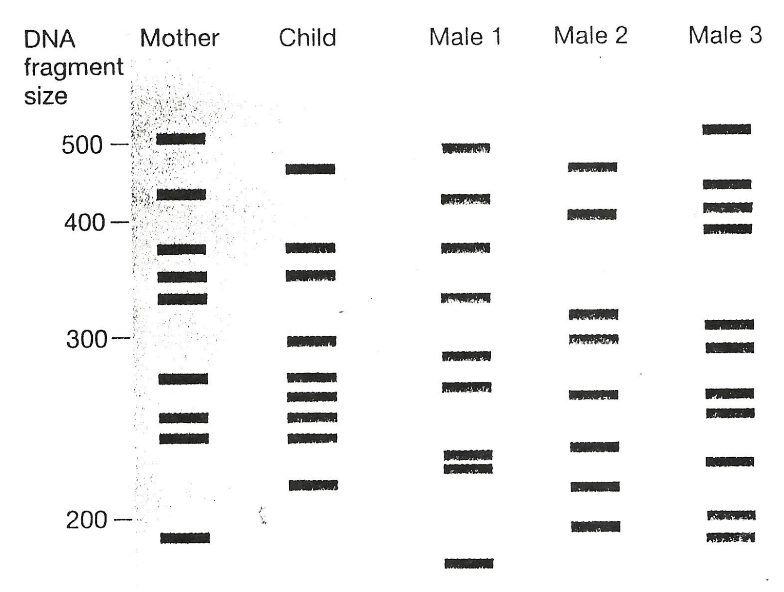 DNA fragment size
Mother
Child
Male 1
Male 2
Male 3
500
400
300
200